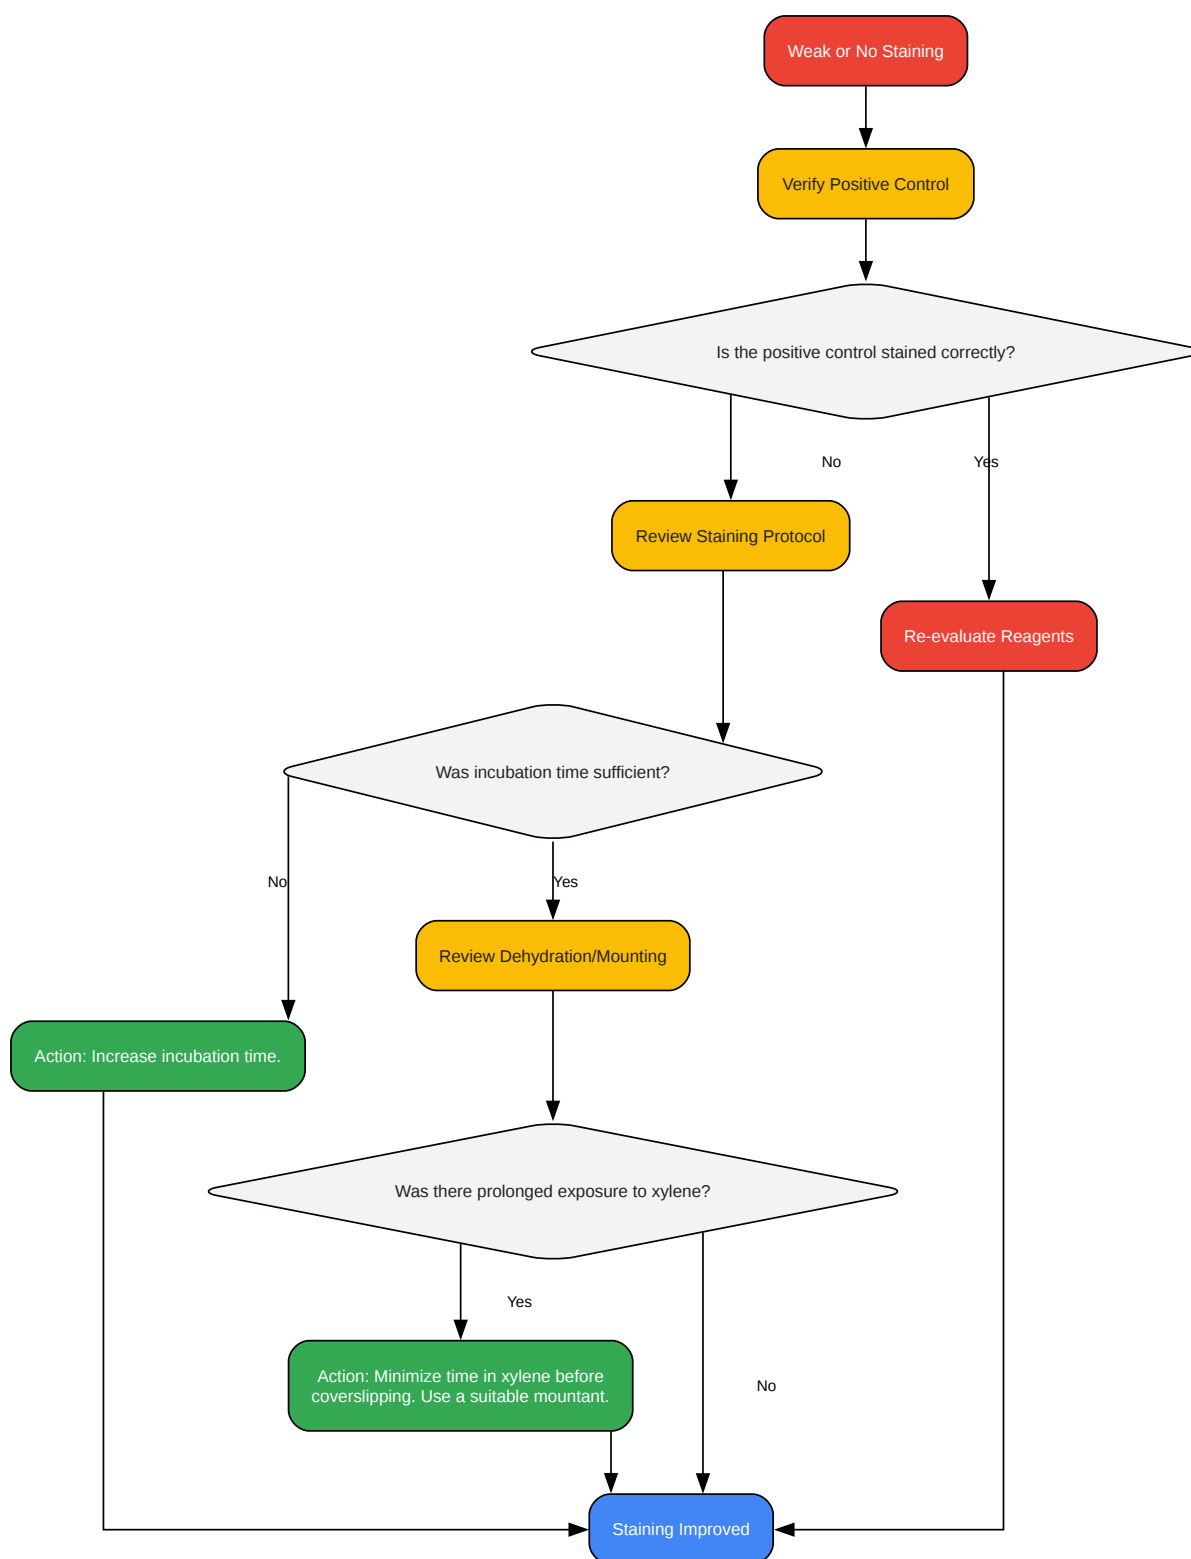 Weak or No Staining
Verify Positive Control
Is the positive control stained correctly?
No
Yes
Review Staining Protocol
Re-evaluate Reagents
Was incubation time sufficient?
No
Yes
Review Dehydration/Mounting
Action: Increase incubation time.
Was there prolonged exposure to xylene?
Yes
Action: Minimize time in xylene before
coverslipping. Use a suitable mountant.
No
Staining Improved